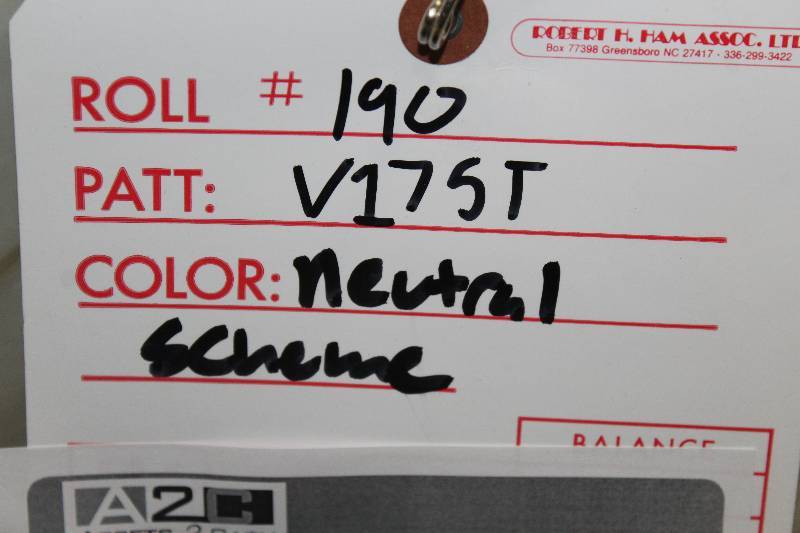 ROBERT H. HAM ASSOC. LTD
Box 77398 Greensboro NC 27417 - 336-299-3422
ROLL # 190
PATT: V175T
COLOR: neutral
scheme
BALANCE
A2C